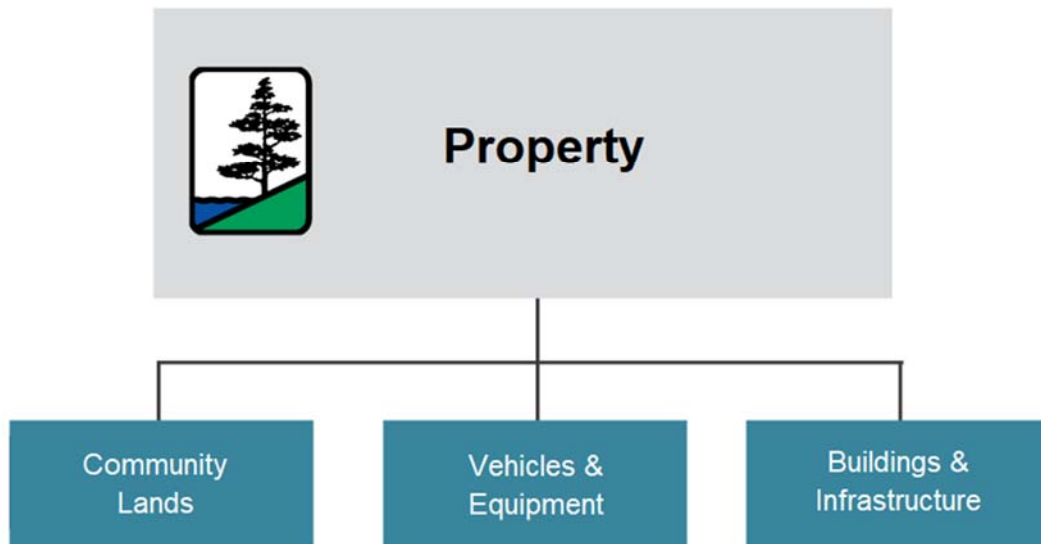 Property
Community
Lands
Vehicles &
Equipment
Buildings &
Infrastructure